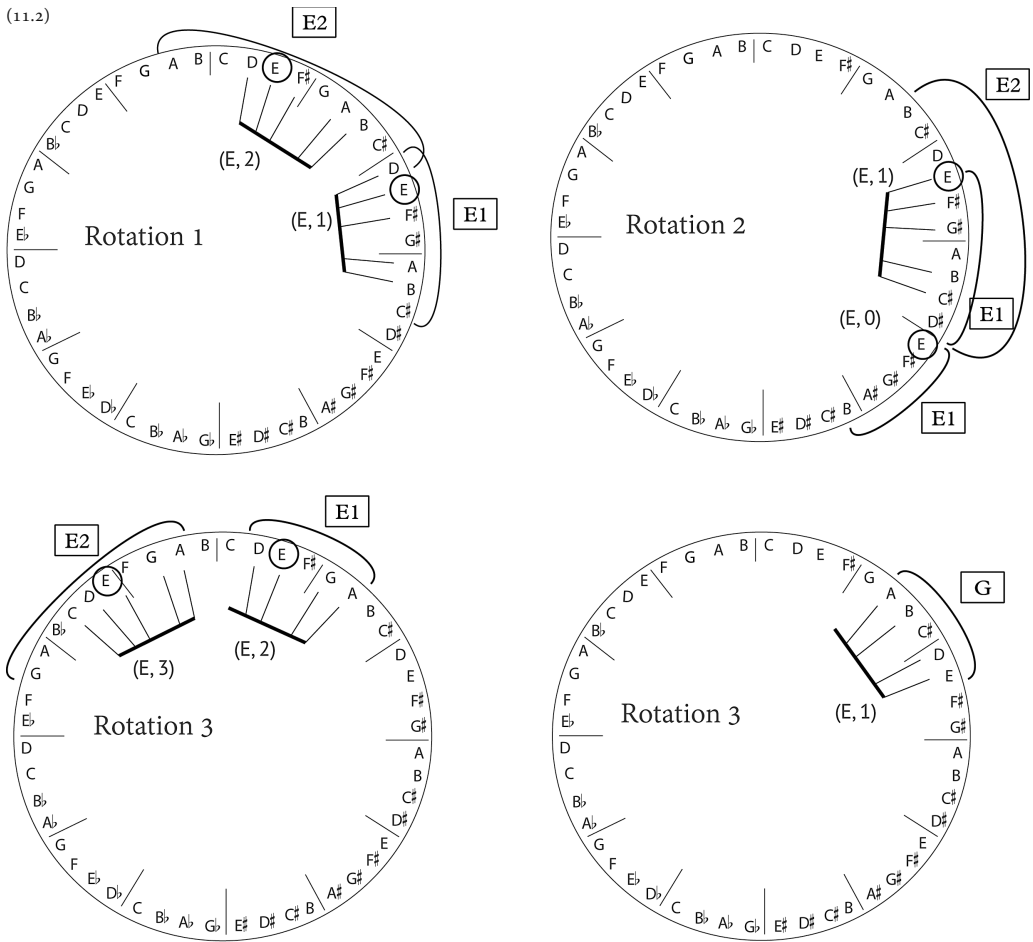 (11.2)
E2
C D E F♯ G A B C♯ D E F♯ G♯ A B C♯ D♯ E F♯ G♯ A♯ B C♯ D♯ E♯ G♭ A♭ B♭ C D♭ E♭ F G A♭ B♭ C D E♭ F G A B♭ C D E F G A B
(E, 2)
(E, 1)
E1
Rotation 1
C D E F♯ G A B C♯ D E F♯ G♯ A B C♯ D♯ E F♯ G♯ A♯ B C♯ D♯ E♯ G♭ A♭ B♭ C D♭ E♭ F G A♭ B♭ C D E♭ F G A B♭ C D E F G A B
E2
(E, 1)
Rotation 2
(E, 0)
E1
E1
E2
E1
C D E F♯ G A B C♯ D E F♯ G♯ A B C♯ D♯ E F♯ G♯ A♯ B C♯ D♯ E♯ G♭ A♭ B♭ C D♭ E♭ F G A♭ B♭ C D E♭ F G A B♭ C D E F G A B
(E, 3)
(E, 2)
Rotation 3
C D E F♯ G A B C♯ D E F♯ G♯ A B C♯ D♯ E F♯ G♯ A♯ B C♯ D♯ E♯ G♭ A♭ B♭ C D♭ E♭ F G A♭ B♭ C D E♭ F G A B♭ C D E F G A B
G
(E, 1)
Rotation 3